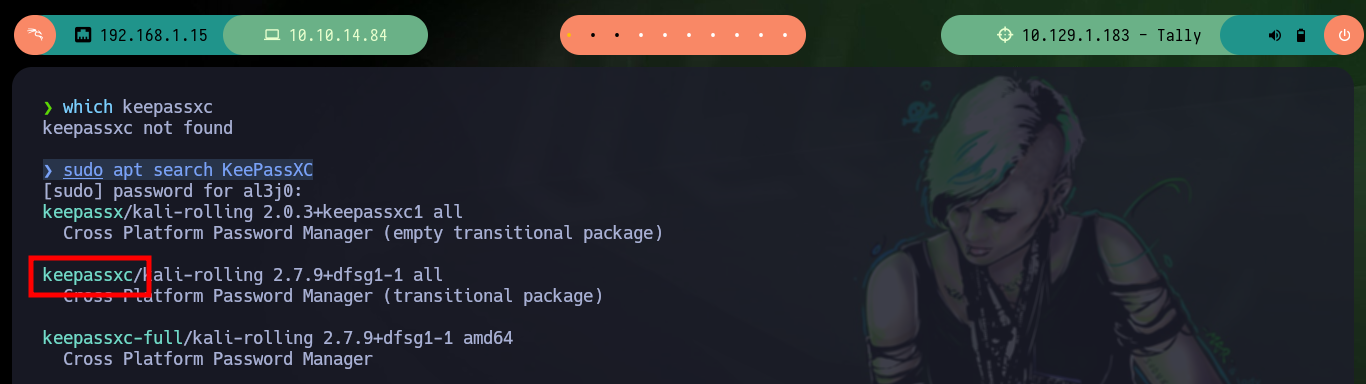 192.168.1.15
10.10.14.84
10.129.1.183 - Tally
❯ which keepassxc
keepassxc not found
❯ sudo apt search KeePassXC
[sudo] password for al3j0:
keepassx/kali-rolling 2.0.3+keepassxc1 all
Cross Platform Password Manager (empty transitional package)
keepassxc/kali-rolling 2.7.9+dfsg1-1 all
Cross Platform Password Manager (transitional package)
keepassxc-full/kali-rolling 2.7.9+dfsg1-1 amd64
Cross Platform Password Manager